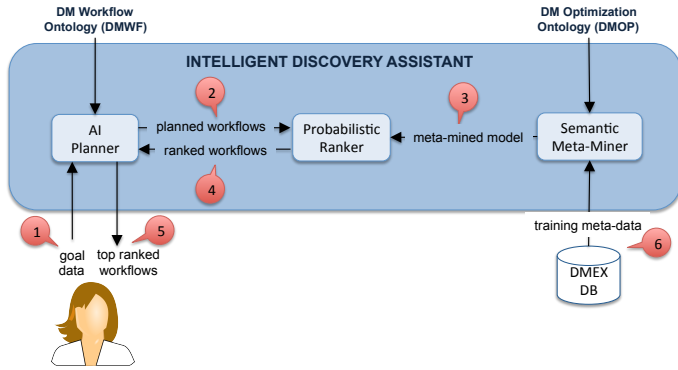 DM Workflow
Ontology (DMWF)
DM Optimization
Ontology (DMOP)
INTELLIGENT DISCOVERY ASSISTANT
2
3
AI
Planner
planned workflows
ranked workflows
Probabilistic
Ranker
meta-mined model
Semantic
Meta-Miner
4
1
5
goal
data
top ranked
workflows
training meta-data
6
DMEX
DB